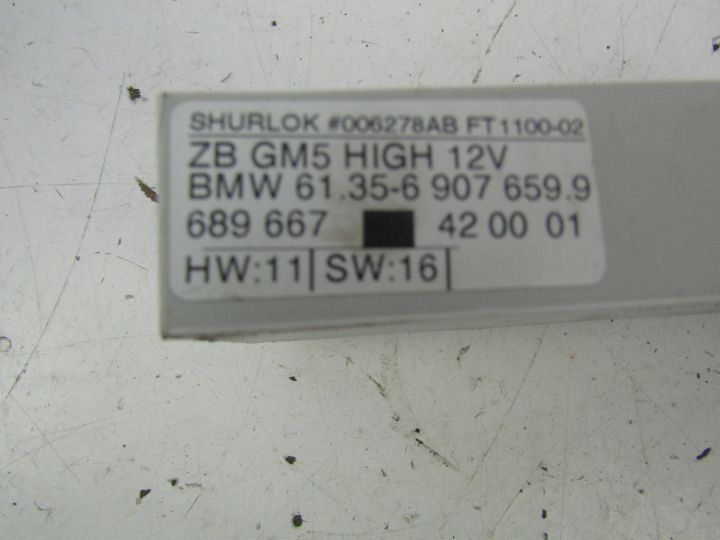 SHURLOK #006278AB FT1100-02
ZB GM5 HIGH 12V
BMW 61.35-6 907 659.9
689 667 42 00 01
HW:11 SW:16